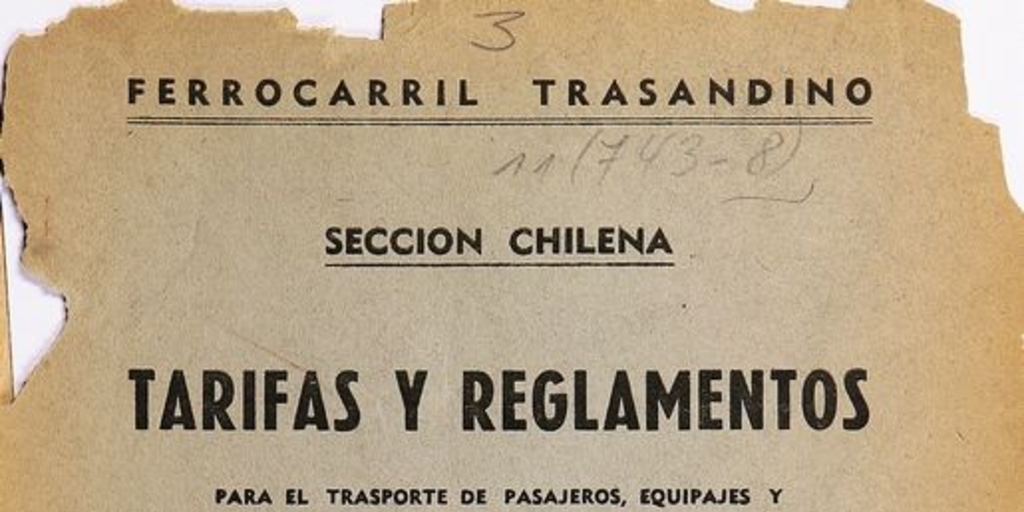 3
FERROCARRIL TRASANDINO
11 (743-8)
SECCION CHILENA
TARIFAS Y REGLAMENTOS
PARA EL TRASPORTE DE PASAJEROS, EQUIPAJES Y